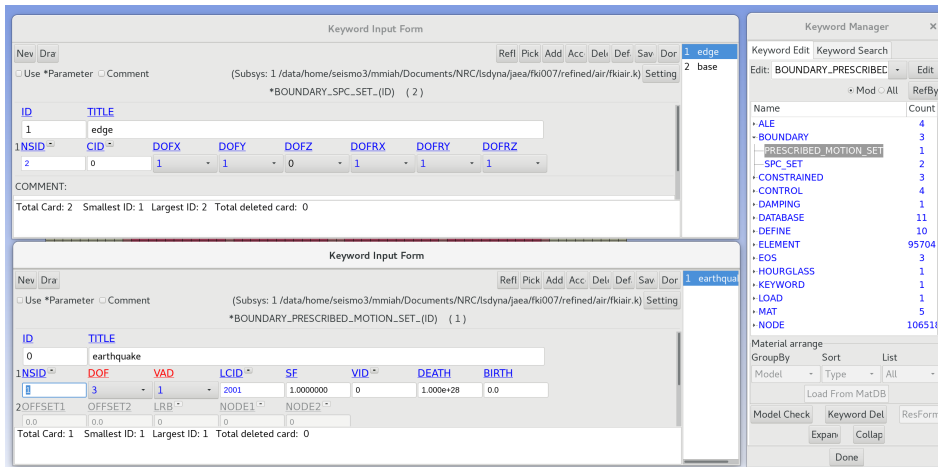 Keyword Input Form
Nev Dra Refl Pick Add Acc Dele Def. Sav Dor
Use *Parameter Comment (Subsys: 1 /data/home/seismo3/mmiah/Documents/NRC/lsdyna/jaea/fki007/refined/air/fkiair.k) Setting
*BOUNDARY_SPC_SET_(ID) ( 2 )
ID TITLE
1 edge
1 NSID CID DOFX DOFY DOFZ DOFRX DOFRY DOFRZ
2 0 1 1 0 1 1 1
COMMENT:
Total Card: 2 Smallest ID: 1 Largest ID: 2 Total deleted card: 0
1 edge
2 base
Keyword Input Form
Nev Dra Refl Pick Add Acc Dele Def. Sav Dor
Use *Parameter Comment (Subsys: 1 /data/home/seismo3/mmiah/Documents/NRC/lsdyna/jaea/fki007/refined/air/fkiair.k) Setting
*BOUNDARY_PRESCRIBED_MOTION_SET_(ID) ( 1 )
ID TITLE
0 earthquake
1 NSID DOF VAD LCID SF VID DEATH BIRTH
1 3 1 2001 1.0000000 0 1.000e+28 0.0
2 OFFSET1 OFFSET2 LRB NODE1 NODE2
0.0 0.0 0 0 0
Total Card: 1 Smallest ID: 1 Largest ID: 1 Total deleted card: 0
1 earthqual
Keyword Manager ×
Keyword Edit Keyword Search
Edit: BOUNDARY_PRESCRIBED Edit
Mod All RefBy
Name Count
ALE 4
BOUNDARY 3
PRESCRIBED_MOTION_SET 1
SPC_SET 2
CONSTRAINED 3
CONTROL 4
DAMPING 1
DATABASE 11
DEFINE 10
ELEMENT 95704
EOS 3
HOURGLASS 1
KEYWORD 1
LOAD 1
MAT 5
NODE 106518
Material arrange
GroupBy Sort List
Model Type All
Load From MatDB
Model Check Keyword Del ResForm
Expan Collap
Done